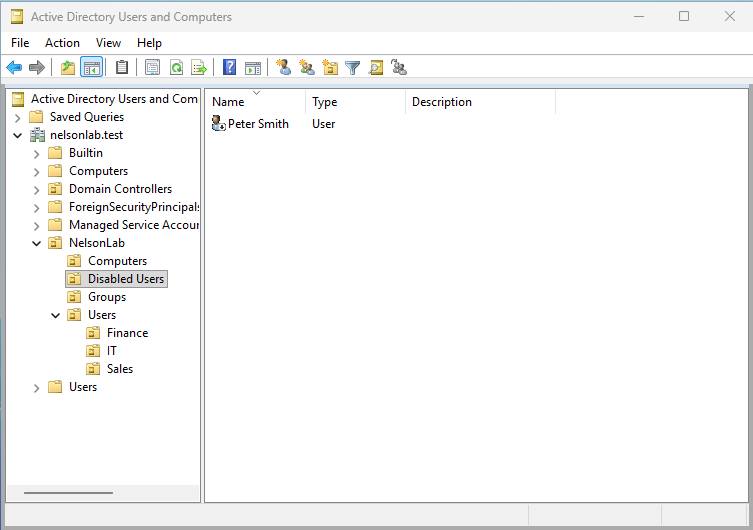 Active Directory Users and Computers
File Action View Help
Active Directory Users and Com
Saved Queries
nelsonlab.test
Builtin
Computers
Domain Controllers
ForeignSecurityPrincipals
Managed Service Accour
NelsonLab
Computers
Disabled Users
Groups
Users
Finance
IT
Sales
Users
Name Type Description
Peter Smith User